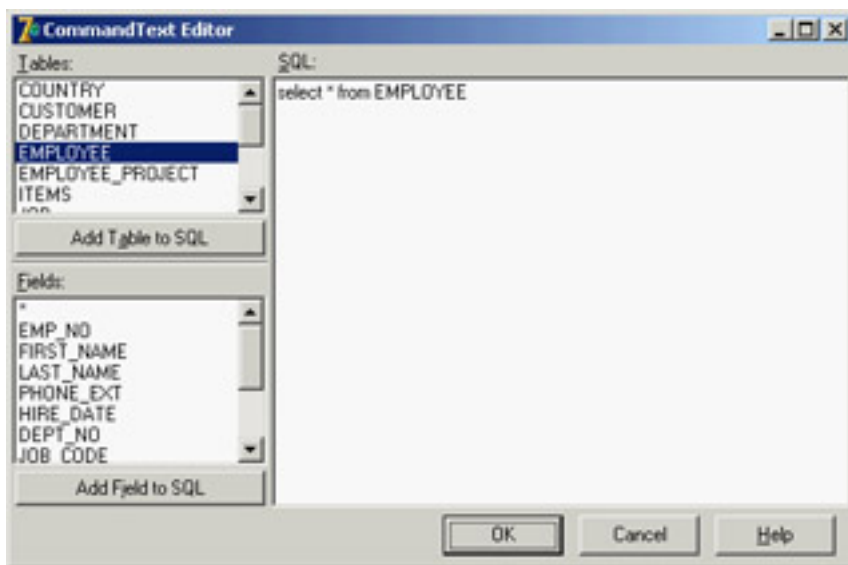 CommandText Editor
Tables:
COUNTRY
CUSTOMER
DEPARTMENT
EMPLOYEE
EMPLOYEE_PROJECT
ITEMS
Add Table to SQL
Fields:
*
EMP_NO
FIRST_NAME
LAST_NAME
PHONE_EXT
HIRE_DATE
DEPT_NO
JOB_CODE
Add Field to SQL
SQL:
select * from EMPLOYEE
OK
Cancel
Help